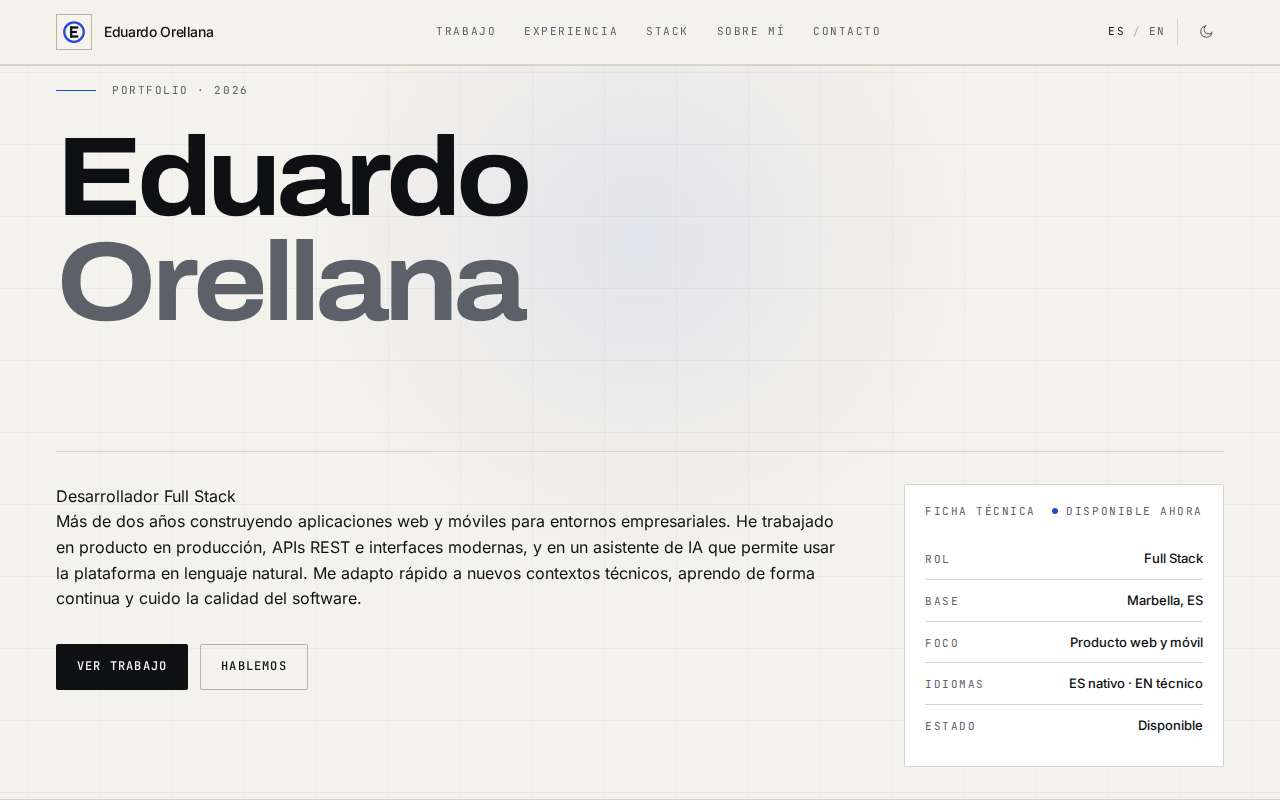 E Eduardo Orellana
TRABAJO EXPERIENCIA STACK SOBRE MÍ CONTACTO
ES / EN
PORTFOLIO · 2026
Eduardo
Orellana
Desarrollador Full Stack
Más de dos años construyendo aplicaciones web y móviles para entornos empresariales. He trabajado
en producto en producción, APIs REST e interfaces modernas, y en un asistente de IA que permite usar
la plataforma en lenguaje natural. Me adapto rápido a nuevos contextos técnicos, aprendo de forma
continua y cuido la calidad del software.
VER TRABAJO HABLEMOS
FICHA TÉCNICA DISPONIBLE AHORA
ROL Full Stack
BASE Marbella, ES
FOCO Producto web y móvil
IDIOMAS ES nativo · EN técnico
ESTADO Disponible